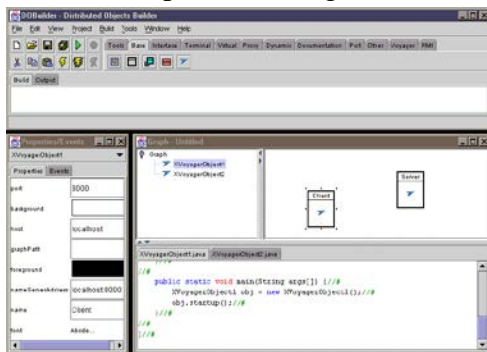 DOBuilder - Distributed Objects Builder
File Edit View Project Build Tools Window Help
Tools Base Interface Terminal Virtual Proxy Dynamic Documentation Port Other Voyager RMI
Build Output
Properties/Events
XVoyagerObject1
Properties Events
port 8000
background
host localhost
graphPath
foreground
nameServerAddress localhost:8000
name Client
font Abcde...
Graph - Untitled
Graph
XVoyagerObject1
XVoyagerObject2
Client
Server
XVoyagerObject1.java XVoyagerObject2.java
//#
public static void main(String args[]) {//#
XVoyagerObject1 obj = new XVoyagerObject1();//#
obj.startup();//#
}//#
//#
}//#